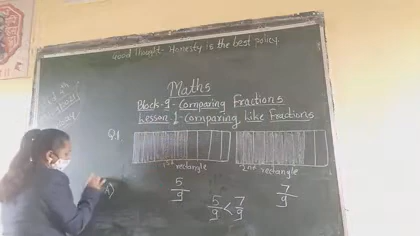 Good Thought- Honesty is the best policy.
Maths
Block-9- Comparing Fractions
Lesson.1-Comparing Like Fractions
Q1.
1st rectangle
2nd rectangle
5/9
7/9
5/9 < 7/9